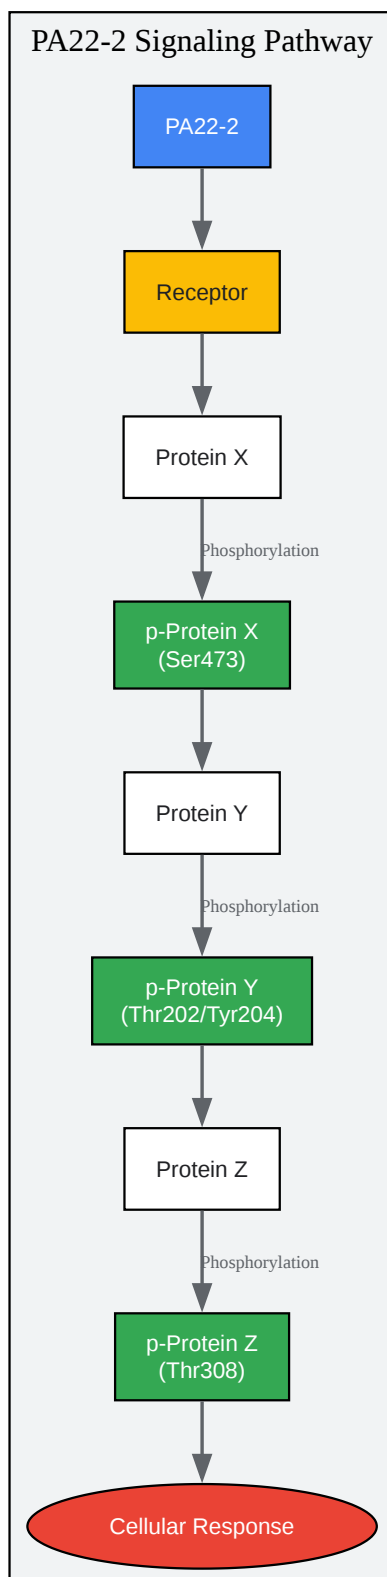 PA22-2 Signaling Pathway
PA22-2
Receptor
Protein X
Phosphorylation
p-Protein X
(Ser473)
Protein Y
Phosphorylation
p-Protein Y
(Thr202/Tyr204)
Protein Z
Phosphorylation
p-Protein Z
(Thr308)
Cellular Response